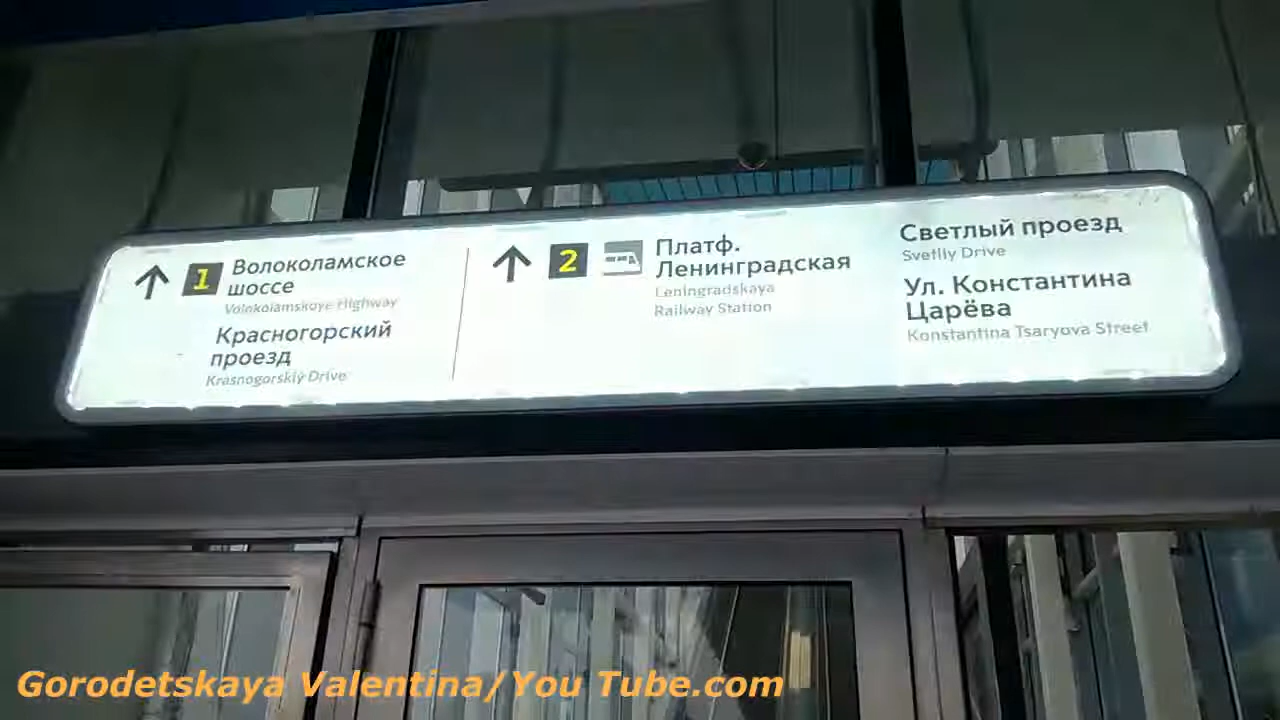 1 Волоколамское
шоссе
Volokolamskoye Highway
Красногорский
проезд
Krasnogorskiy Drive
2 Платф.
Ленинградская
Leningradskaya
Railway Station
Светлый проезд
Svetliy Drive
Ул. Константина
Царёва
Konstantina Tsaryova Street
Gorodetskaya Valentina/You Tube.com